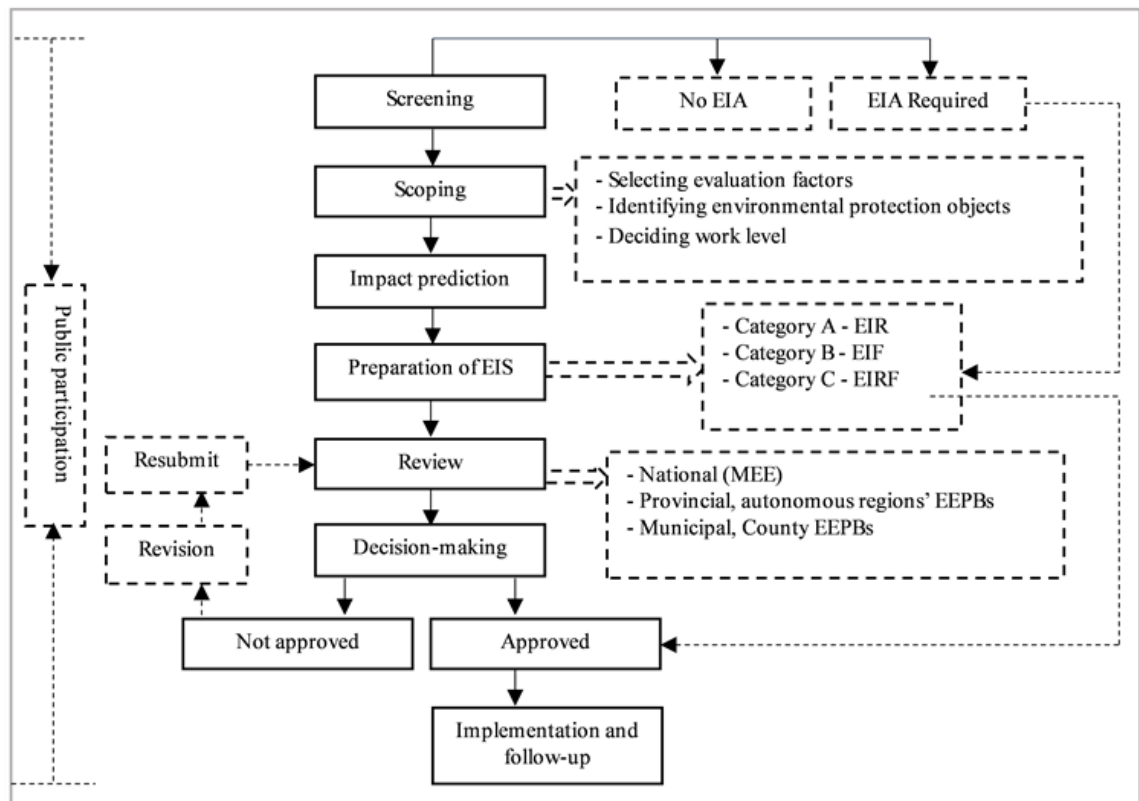 Screening
No EIA
EIA Required
Scoping
- Selecting evaluation factors
- Identifying environmental protection objects
- Deciding work level
Impact prediction
Public participation
Preparation of EIS
- Category A - EIR
- Category B - EIF
- Category C - EIRF
Resubmit
Review
- National (MEE)
- Provincial, autonomous regions’ EEPBs
- Municipal, County EEPBs
Revision
Decision-making
Not approved
Approved
Implementation and
follow-up